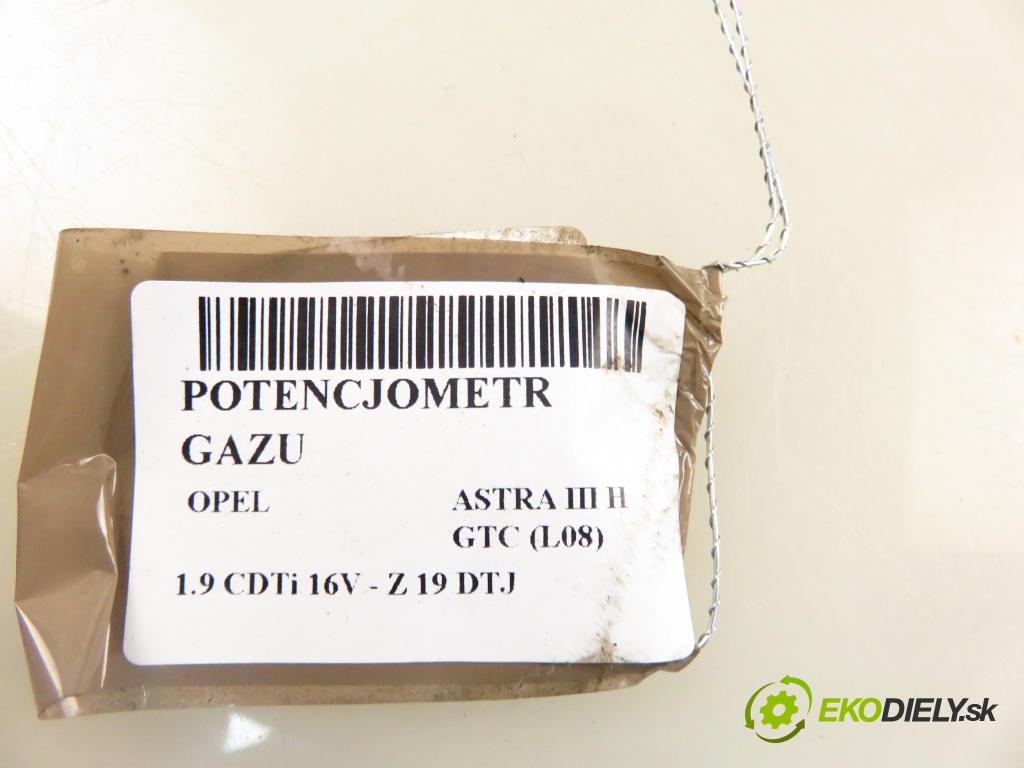 POTENCJOMETR
GAZU
OPEL ASTRA III H
GTC (L08)
1.9 CDTi 16V - Z 19 DTJ
EKODIELY.sk